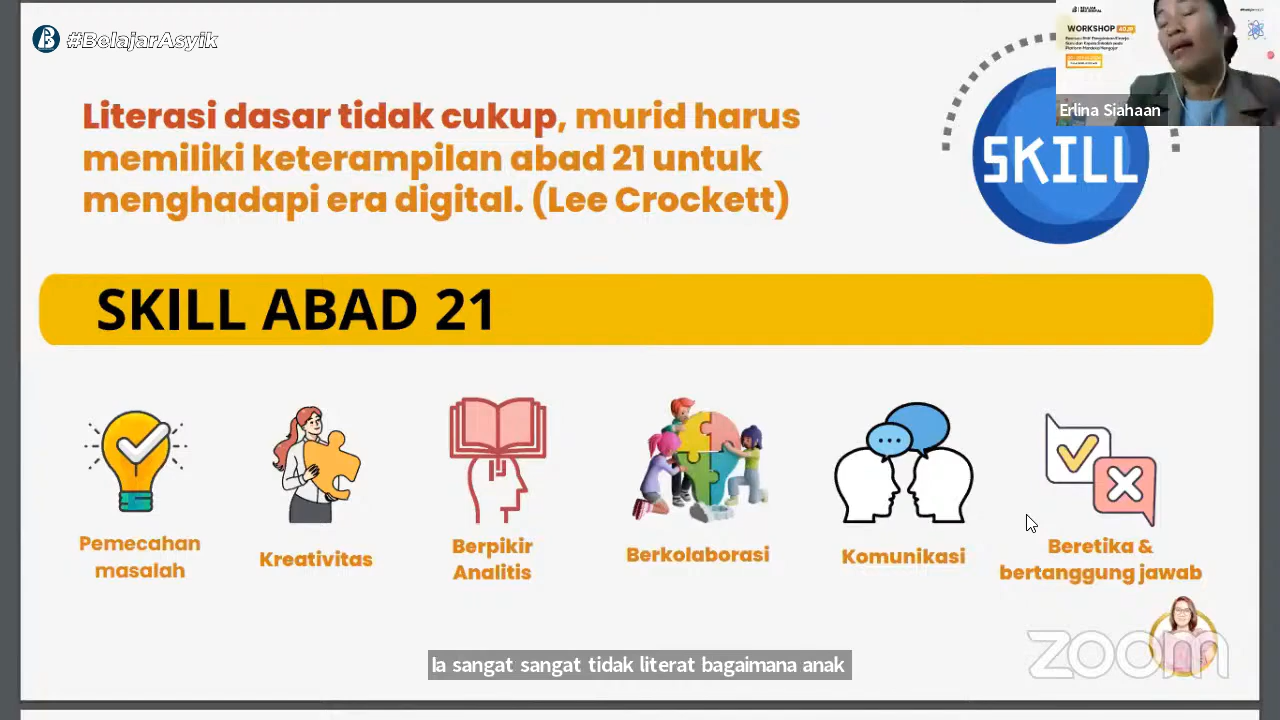 #BelajarAsyik
WORKSHOP
Erlina Siahaan
SKILL
Literasi dasar tidak cukup, murid harus
memiliki keterampilan abad 21 untuk
menghadapi era digital. (Lee Crockett)
SKILL ABAD 21
Pemecahan
masalah
Kreativitas
Berpikir
Analitis
Berkolaborasi
Komunikasi
Beretika &
bertanggung jawab
Ia sangat sangat tidak literat bagaimana anak
zoom